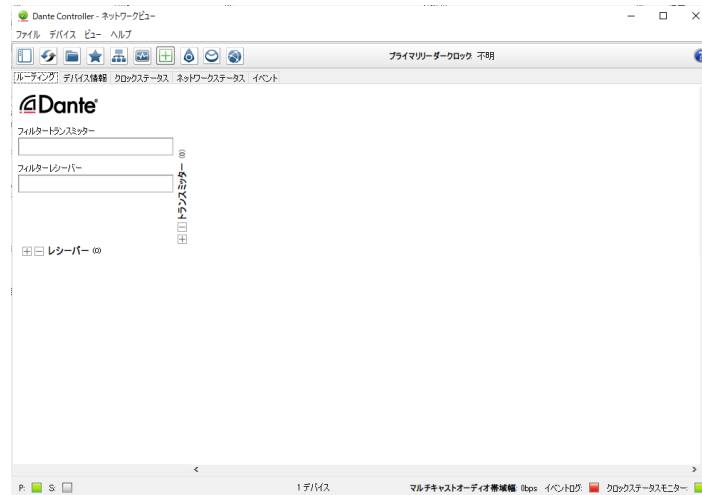 Dante Controller - ネットワークビュー
ファイル デバイス ビュー ヘルプ
プライマリリーダークロック: 不明
ルーティング デバイス情報 クロックステータス ネットワークステータス イベント
Dante
フィルタートランスミッター
フィルターレシーバー
トランスミッター (0)
レシーバー (0)
P: S: 1 デバイス マルチキャストオーディオ帯域幅: 0bps イベントログ: クロックステータスモニター: